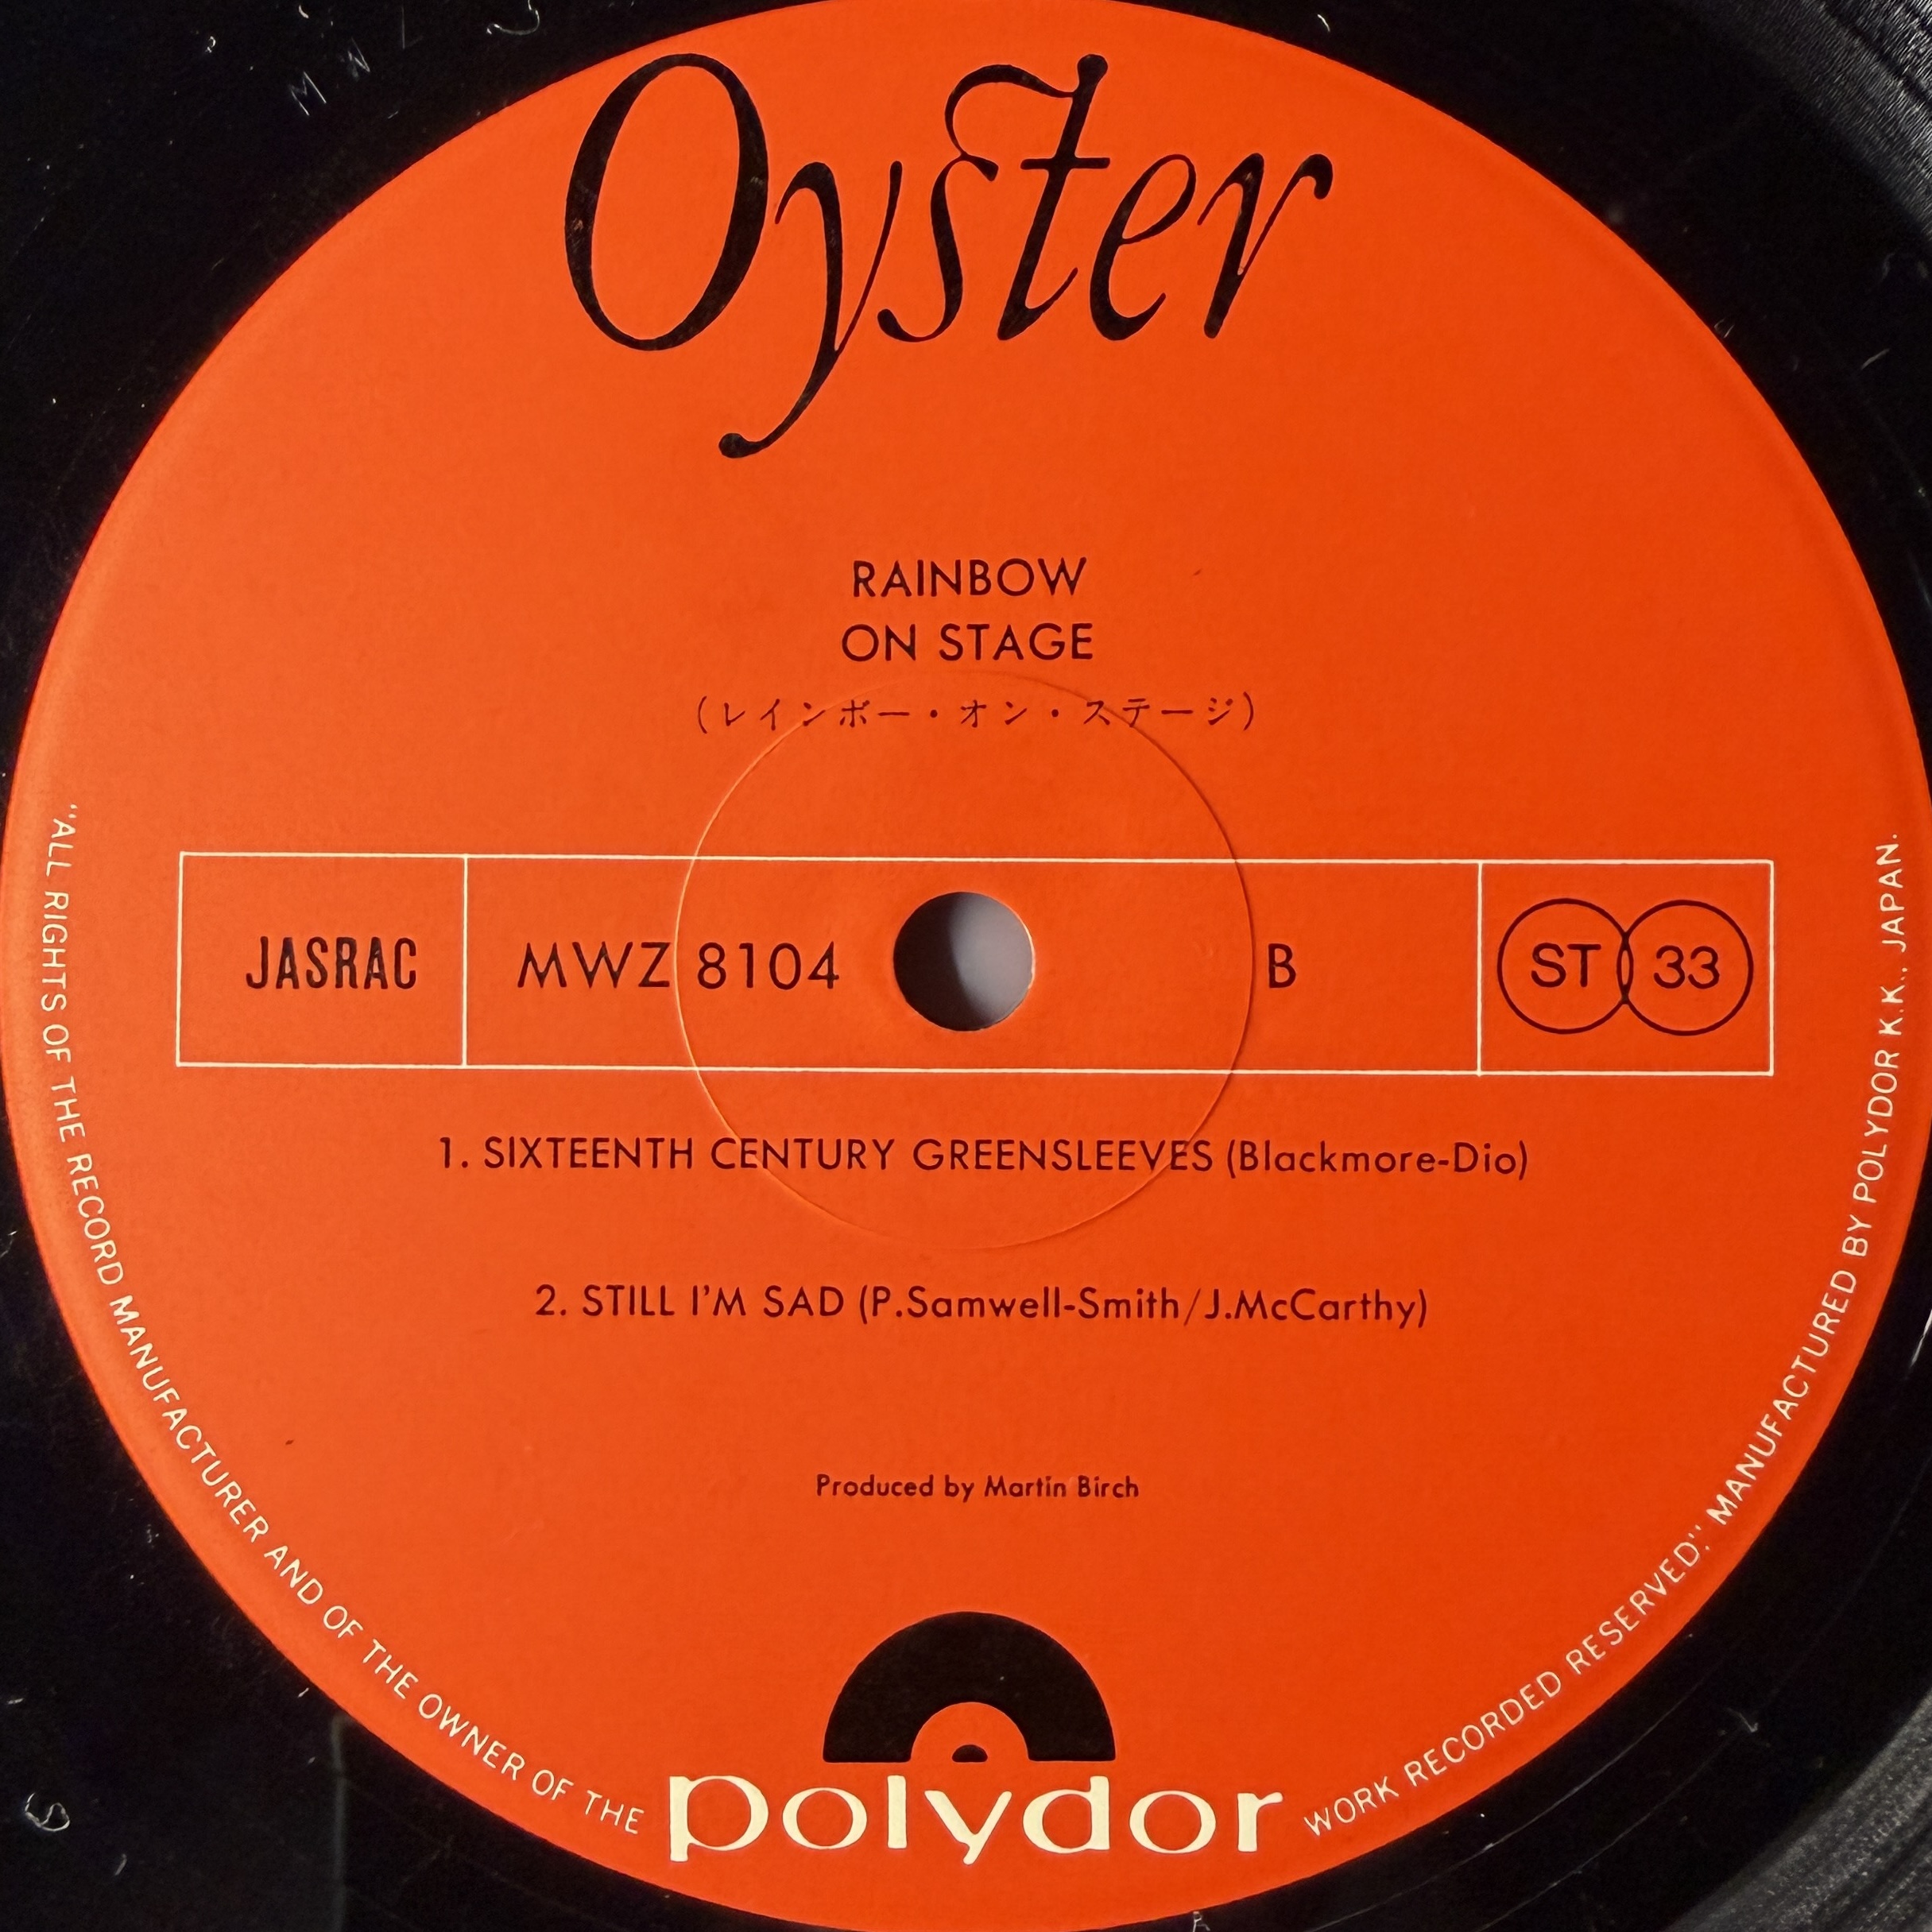 Oyster
RAINBOW
ON STAGE
(レインボー・オン・ステージ)
JASRAC
MWZ 8104
B
ST 33
1. SIXTEENTH CENTURY GREENSLEEVES (Blackmore-Dio)
2. STILL I'M SAD (P.Samwell-Smith/J.McCarthy)
Produced by Martin Birch
polydor
"ALL RIGHTS OF THE RECORD MANUFACTURER AND OF THE OWNER OF THE WORK RECORDED RESERVED." MANUFACTURED BY POLYDOR K.K., JAPAN.